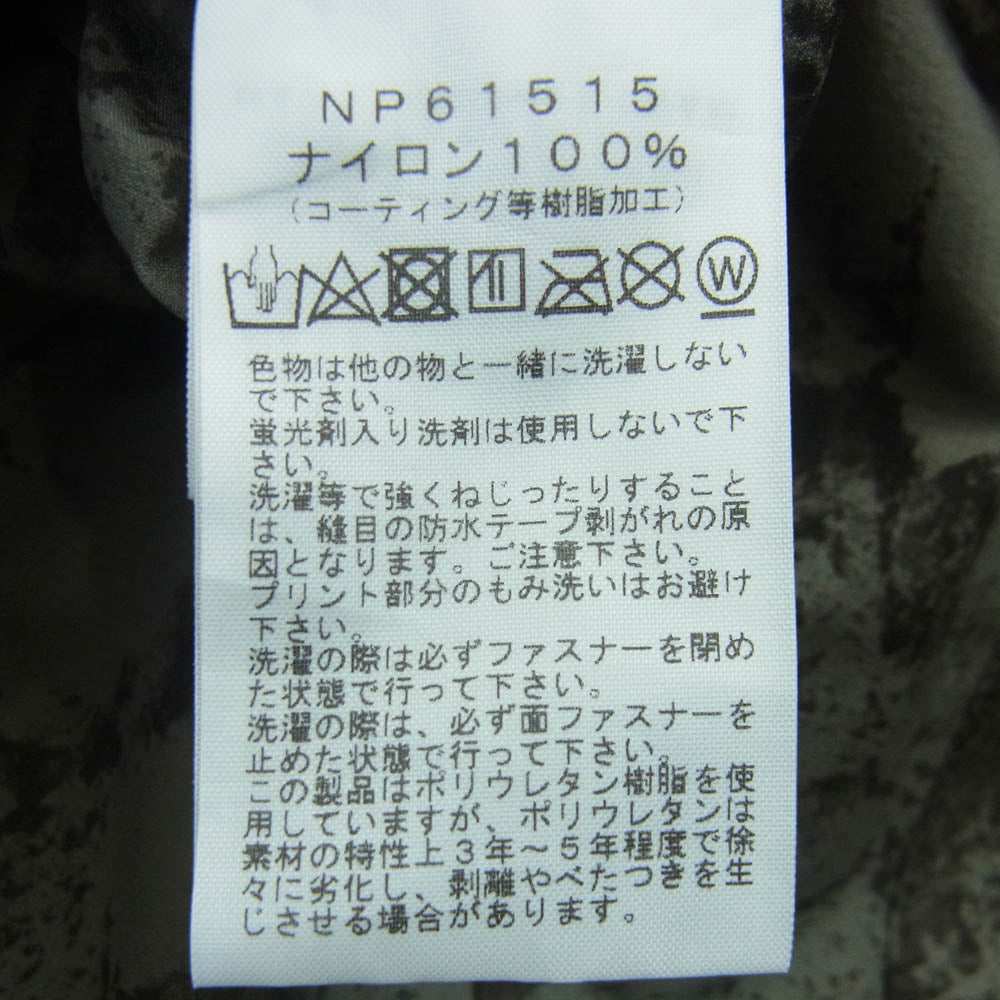 NP61515
ナイロン100%
(コーティング等樹脂加工)
W
色物は他の物と一緒に洗濯しない
で下さい。
蛍光剤入り洗剤は使用しないで下
さい。
洗濯等で強くねじったりすること
は、縫目の防水テープ剥がれの原
因となります。ご注意下さい。
プリント部分のもみ洗いはお避け
下さい。
洗濯の際は必ずファスナーを閉め
た状態で行って下さい。
洗濯の際は、必ず面ファスナーを
止めた状態で行って下さい。
この製品はポリウレタン樹脂を使
用していますが、ポリウレタンは
素材の特性上3年~5年程度で徐
々に劣化し、剥離やべたつきを生
じさせる場合があります。